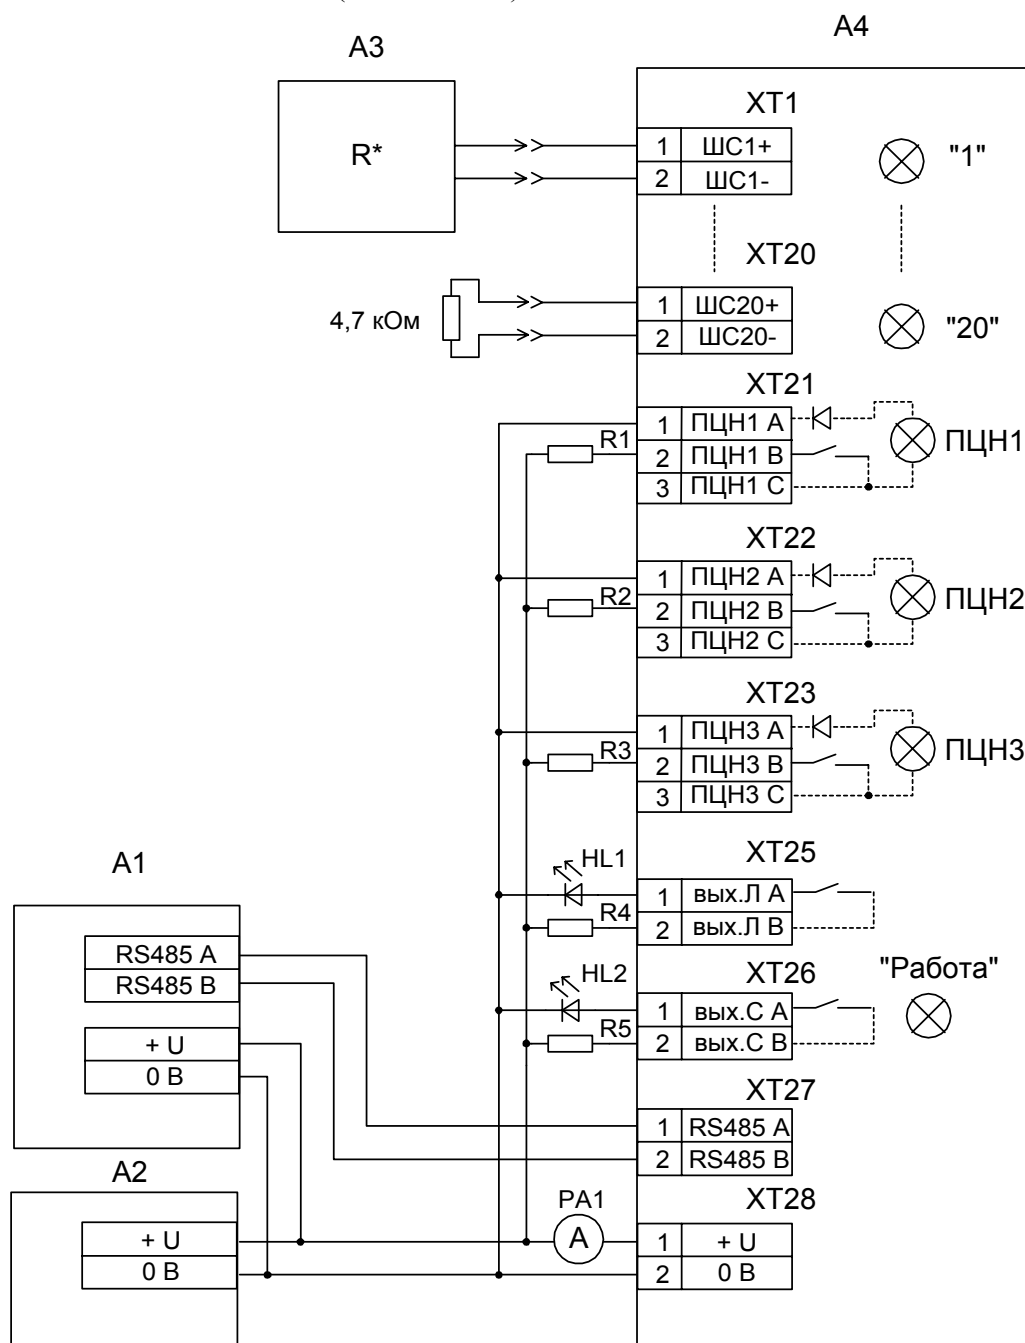 A4
A3
XT1
R*
1 ШС1+
2 ШС1-
"1"
XT20
4,7 кОм
1 ШС20+
2 ШС20-
"20"
XT21
R1
1 ПЦН1 А
2 ПЦН1 В
3 ПЦН1 С
ПЦН1
XT22
R2
1 ПЦН2 А
2 ПЦН2 В
3 ПЦН2 С
ПЦН2
XT23
R3
1 ПЦН3 А
2 ПЦН3 В
3 ПЦН3 С
ПЦН3
XT25
HL1
R4
1 вых.Л А
2 вых.Л В
A1
RS485 A
RS485 B
+ U
0 В
XT26
"Работа"
HL2
R5
1 вых.С А
2 вых.С В
XT27
1 RS485 A
2 RS485 B
A2
+ U
0 В
PA1
A
XT28
1 + U
2 0 В